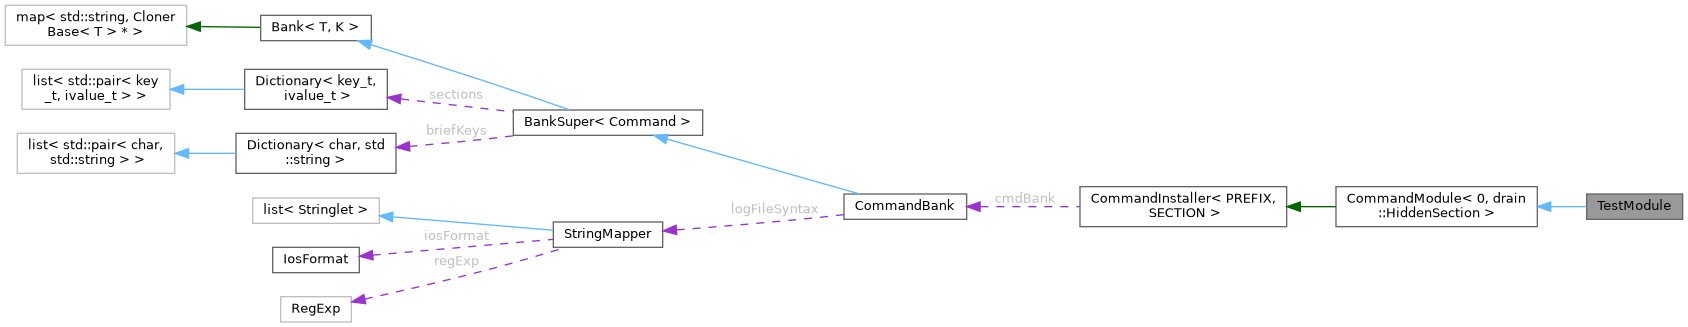 map< std::string, Cloner
Base< T > * >
Bank< T, K >
list< std::pair< key
_t, ivalue_t > >
Dictionary< key_t,
ivalue_t >
sections
BankSuper< Command >
briefKeys
list< std::pair< char,
std::string > >
Dictionary< char, std
::string >
list< Stringlet >
logFileSyntax
CommandBank
cmdBank
CommandInstaller< PREFIX,
SECTION >
CommandModule< 0, drain
::HiddenSection >
TestModule
iosFormat
StringMapper
IosFormat
regExp
RegExp